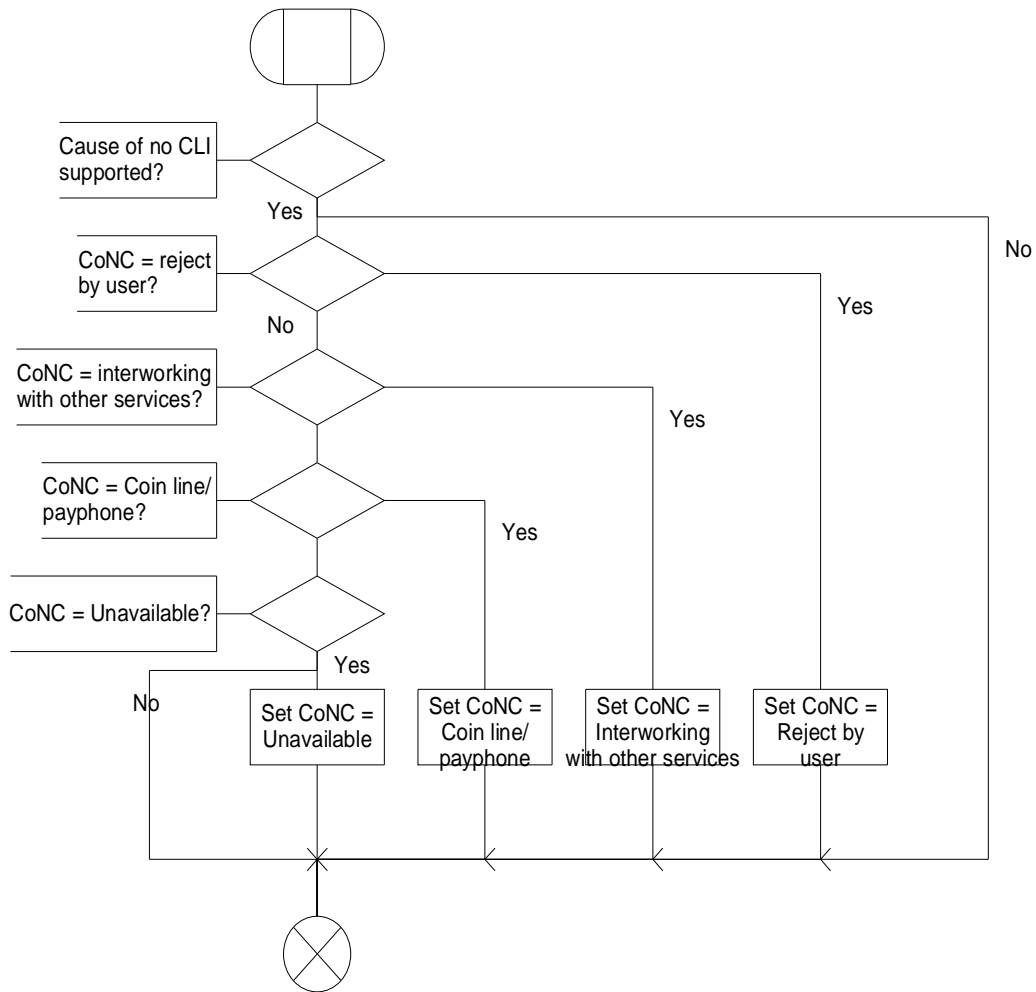 Cause of no CLI
supported?
Yes
No
CoNC = reject
by user?
Yes
No
CoNC = interworking
with other services?
Yes
CoNC = Coin line/
payphone?
Yes
CoNC = Unavailable?
Yes
No
Set CoNC =
Unavailable
Set CoNC =
Coin line/
payphone
Set CoNC =
Interworking
with other services
Set CoNC =
Reject by
user